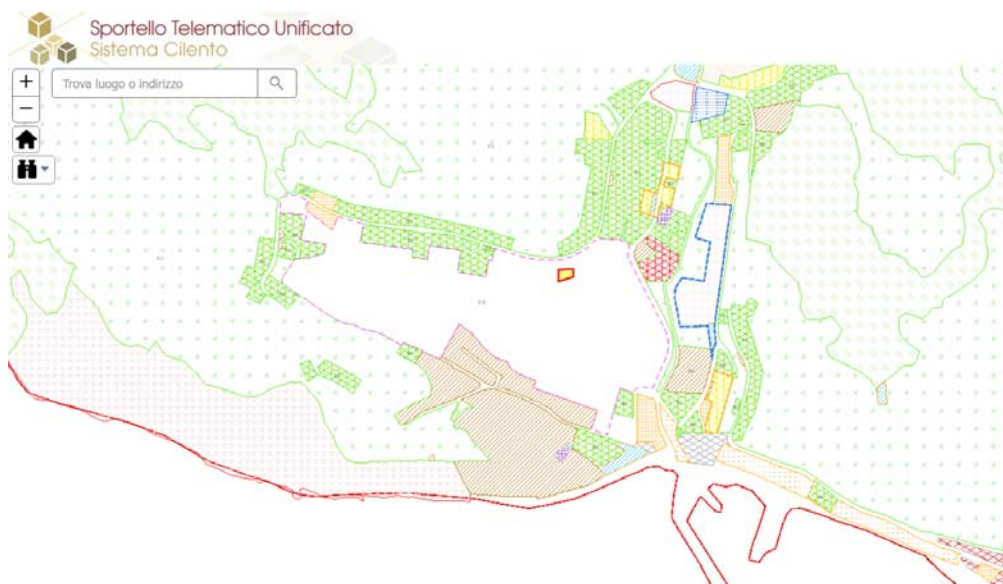 Sportello Telematico Unificato
Sistema Cilento
+
Trova luogo o indirizzo
−